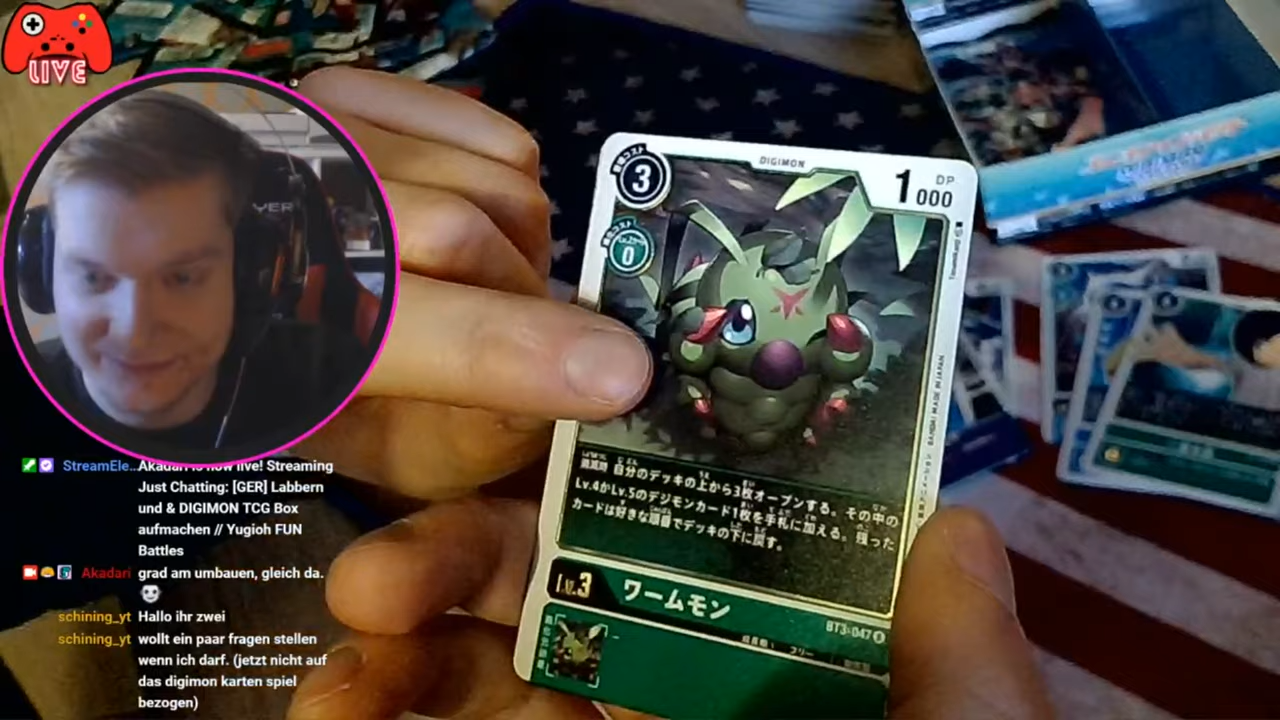 LIVE
YER
StreamEle...Akadari is now live! Streaming
Just Chatting: [GER] Labbern
und & DIGIMON TCG Box
aufmachen // Yugioh FUN
Battles
Akadari grad am umbauen, gleich da.
schining_yt Hallo ihr zwei
schining_yt wollt ein paar fragen stellen
wenn ich darf. (jetzt nicht auf
das digimon karten spiel
bezogen)
DIGIMON
3
DP
1000
0
BANDAI MADE IN JAPAN
自分のデッキの上から3枚オープンする。その中の
Lv.4かLv.5のデジモンカード1枚を手札に加える。残った
カードは好きな順番でデッキの下に戻す。
Lv.3 ワームモン
BT3-047